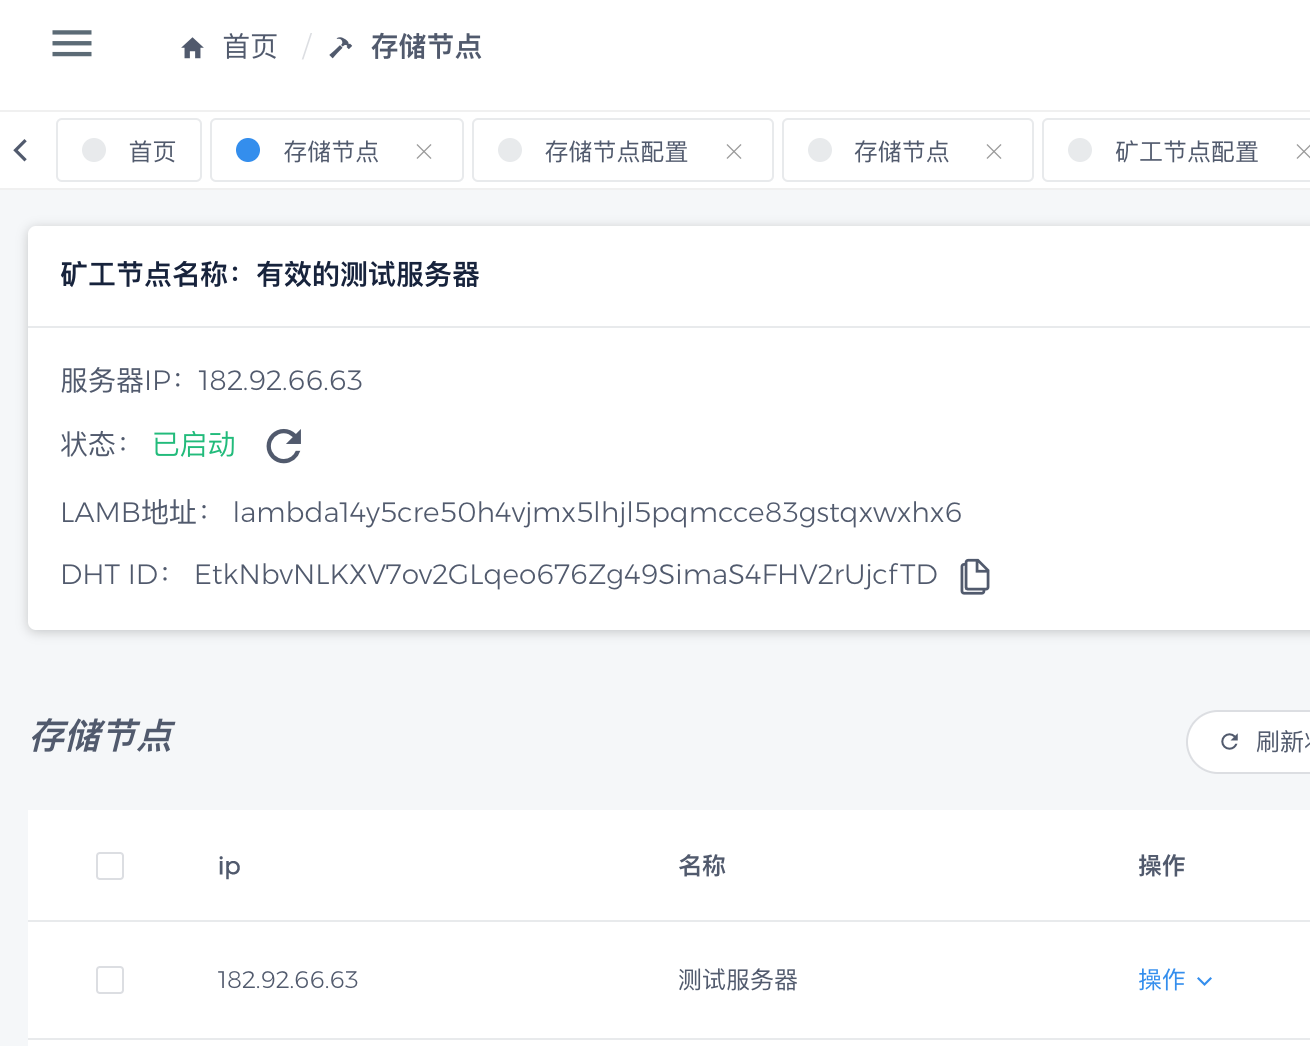 首页 / 存储节点
首页 存储节点 存储节点配置 存储节点 矿工节点配置
矿工节点名称：有效的测试服务器
服务器IP：182.92.66.63
状态： 已启动
LAMB地址： lambda14y5cre50h4vjmx5lhjl5pqmcce83gstqxwxhx6
DHT ID： EtkNbvNLKXV7ov2GLqeo676Zg49SimaS4FHV2rUjcfTD
存储节点
刷新
ip 名称 操作
182.92.66.63 测试服务器 操作